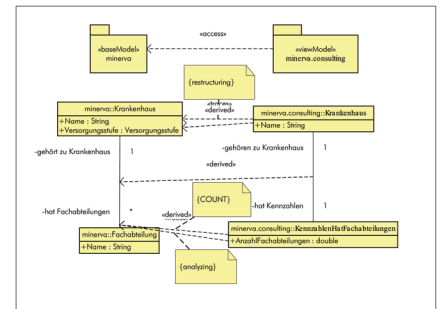 «access»
«baseModel»
minerva
«viewModel»
minerva.consulting
{restructuring}
«derived»
minerva::Krankenhaus
+Name : String
+Versorgungsstufe : Versorgungsstufe
minerva.consulting::Krankenhaus
+Name : String
-gehört zu Krankenhaus 1
-gehören zu Krankenhaus 1
«derived»
{COUNT}
-hat Fachabteilungen *
«derived»
-hat Kennzahlen 1
minerva::Fachabteilung
+Name : String
minerva.consulting::KennzahlenHatFachabteilungen
+AnzahlFachabteilungen : double
{analyzing}